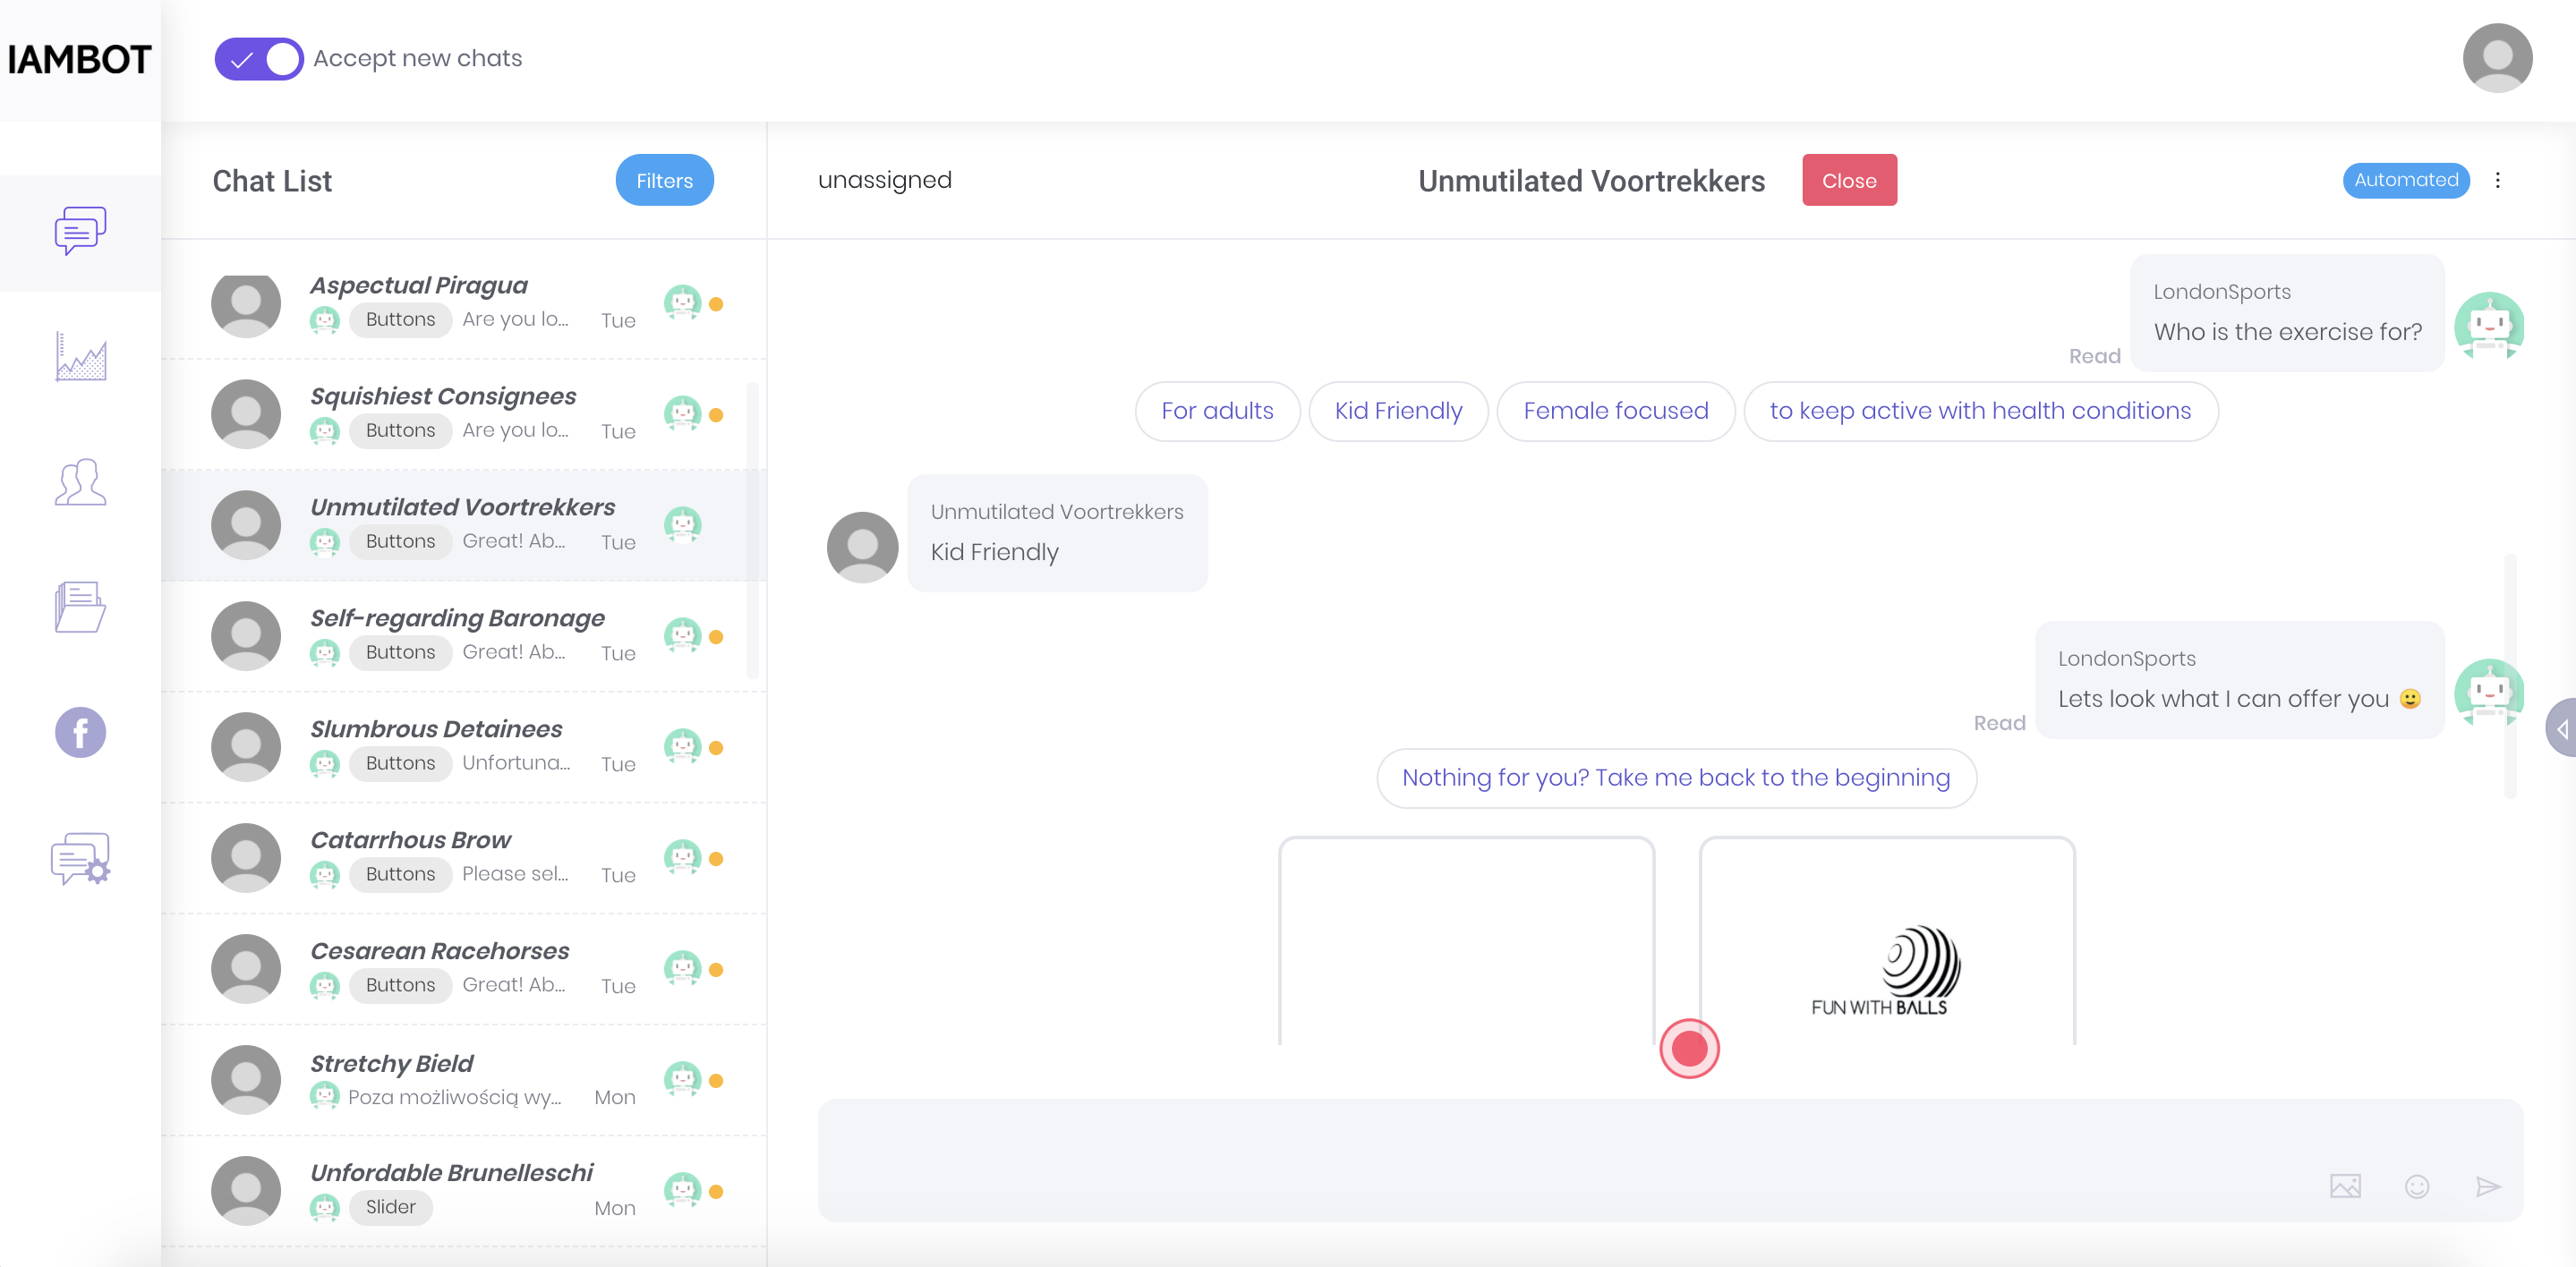 IAMBOT
Accept new chats
Chat List
Filters
unassigned
Unmutilated Voortrekkers
Close
Automated
Aspectual Piragua
Buttons Are you lo... Tue
Squishiest Consignees
Buttons Are you lo... Tue
Unmutilated Voortrekkers
Buttons Great! Ab... Tue
Self-regarding Baronage
Buttons Great! Ab... Tue
Slumbrous Detainees
Buttons Unfortuna... Tue
Catarrhous Brow
Buttons Please sel... Tue
Cesarean Racehorses
Buttons Great! Ab... Tue
Stretchy Bield
Poza możliwością wy... Mon
Unfordable Brunelleschi
Slider Mon
LondonSports
Who is the exercise for?
Read
For adults Kid Friendly Female focused to keep active with health conditions
Unmutilated Voortrekkers
Kid Friendly
LondonSports
Lets look what I can offer you 🙂
Read
Nothing for you? Take me back to the beginning
FUN WITH BALLS